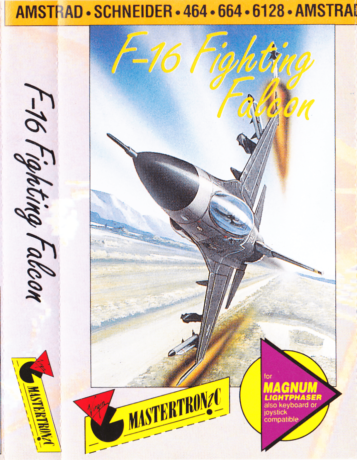 AMSTRAD • SCHNEIDER • 464 • 664 • 6128 • AMSTRAD
F-16 Fighting
Falcon
F-16 Fighting Falcon
MASTERTRONIC
MASTERTRONIC
for
MAGNUM
LIGHTPHASER
also keyboard or
joystick
compatible